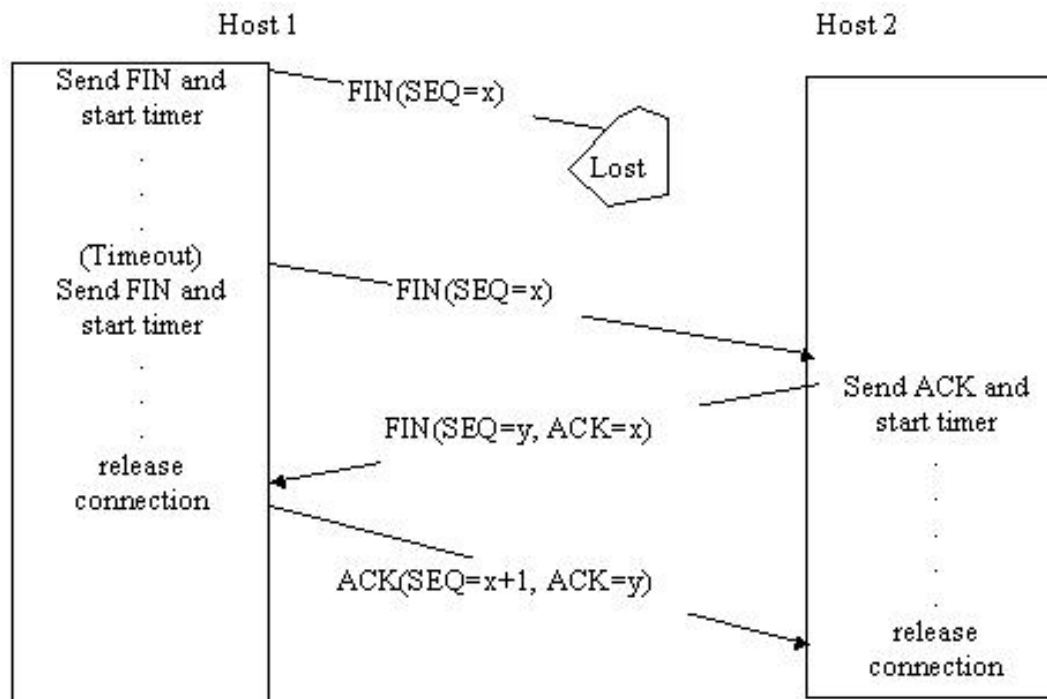 Host 1
Host 2
Send FIN and
start timer
FIN(SEQ=x)
Lost
.
.
.
(Timeout)
Send FIN and
start timer
FIN(SEQ=x)
.
.
.
Send ACK and
start timer
FIN(SEQ=y, ACK=x)
release
connection
.
.
.
.
.
ACK(SEQ=x+1, ACK=y)
release
connection